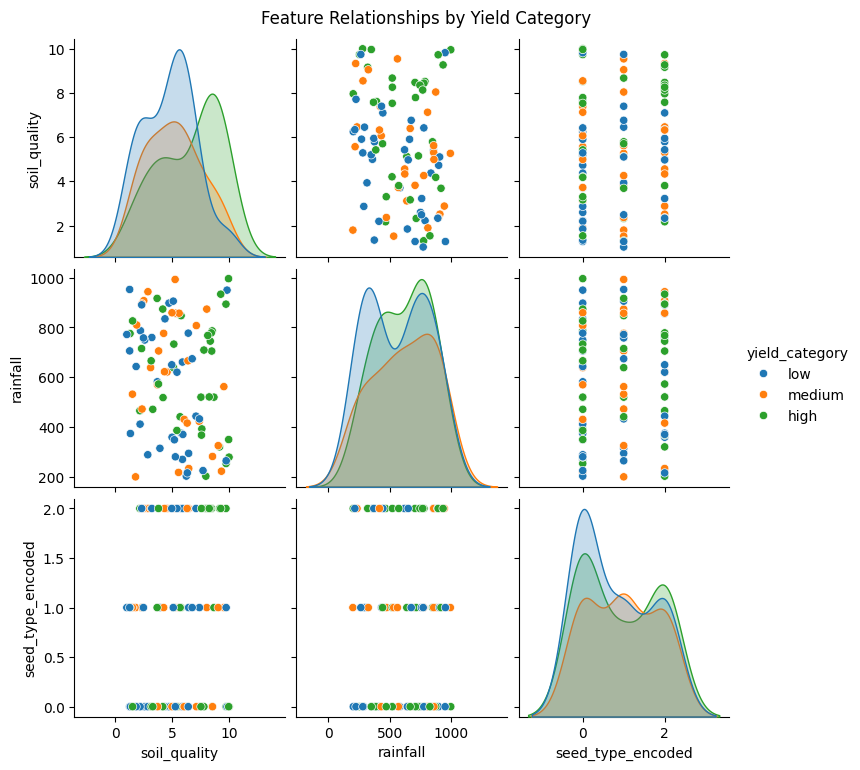 Feature Relationships by Yield Category
10
8
6
4
2
soil_quality
1000
800
600
400
200
rainfall
2.0
1.5
1.0
0.5
0.0
seed_type_encoded
0 5 10
soil_quality
0 500 1000
rainfall
0 2
seed_type_encoded
yield_category
low
medium
high